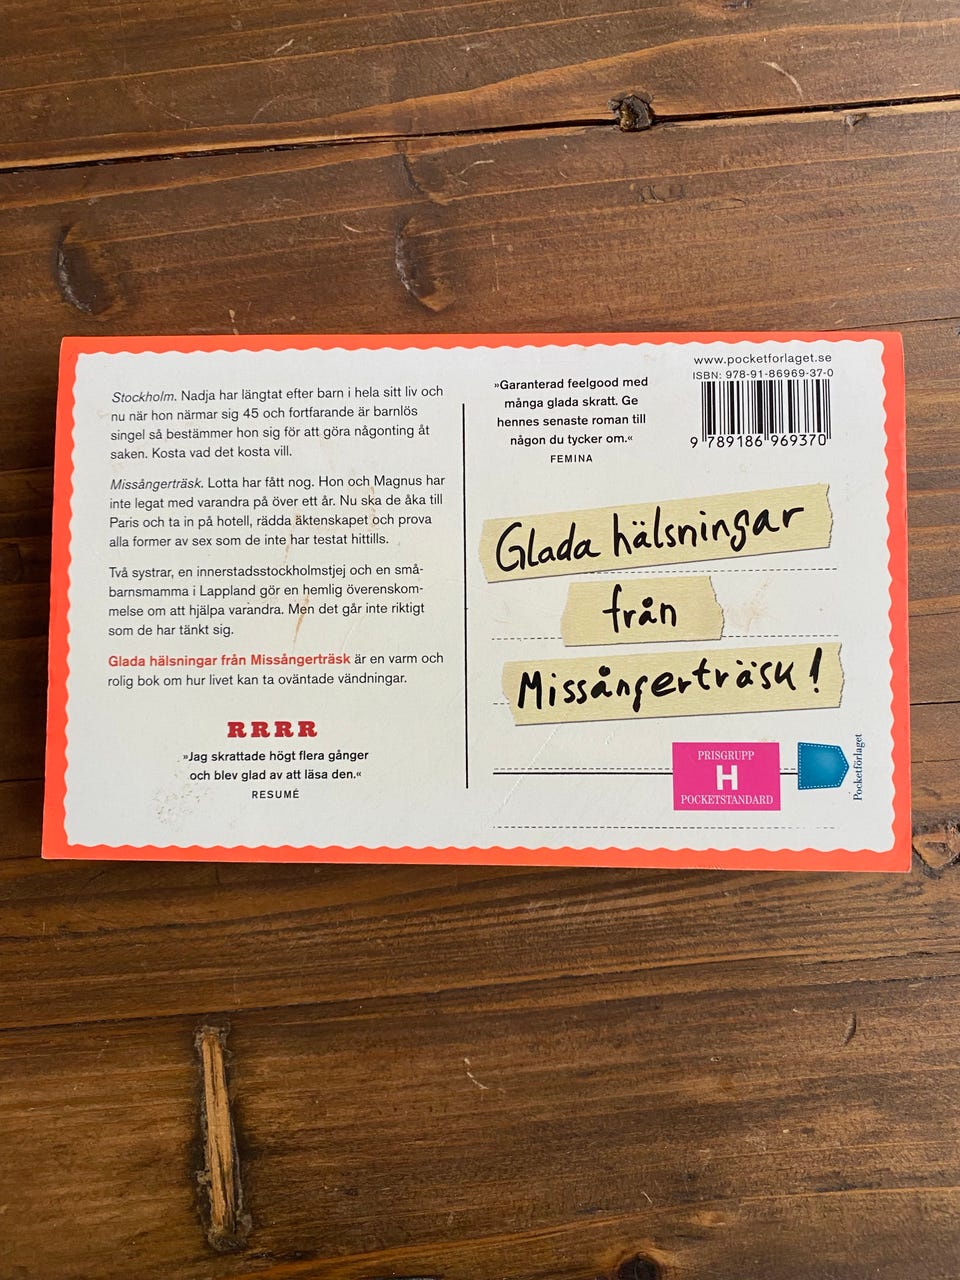 Stockholm. Nadja har längtat efter barn i hela sitt liv och
nu när hon närmar sig 45 och fortfarande är barnlös
singel så bestämmer hon sig för att göra någonting åt
saken. Kosta vad det kosta vill.
Missångerträsk. Lotta har fått nog. Hon och Magnus har
inte legat med varandra på över ett år. Nu ska de åka till
Paris och ta in på hotell, rädda äktenskapet och prova
alla former av sex som de inte har testat hittills.
Två systrar, en innerstadsstockholmstjej och en små-
barnsmamma i Lappland gör en hemlig överenskom-
melse om att hjälpa varandra. Men det går inte riktigt
som de har tänkt sig.
Glada hälsningar från Missångerträsk är en varm och
rolig bok om hur livet kan ta oväntade vändningar.
RRRR
»Jag skrattade högt flera gånger
och blev glad av att läsa den.«
RESUMÉ
»Garanterad feelgood med
många glada skratt. Ge
hennes senaste roman till
någon du tycker om.«
FEMINA
www.pocketforlaget.se
ISBN: 978-91-86969-37-0
9 789186 969370
Glada hälsningar
från
Missångerträsk!
PRISGRUPP
H
POCKETSTANDARD
Pocketförlaget